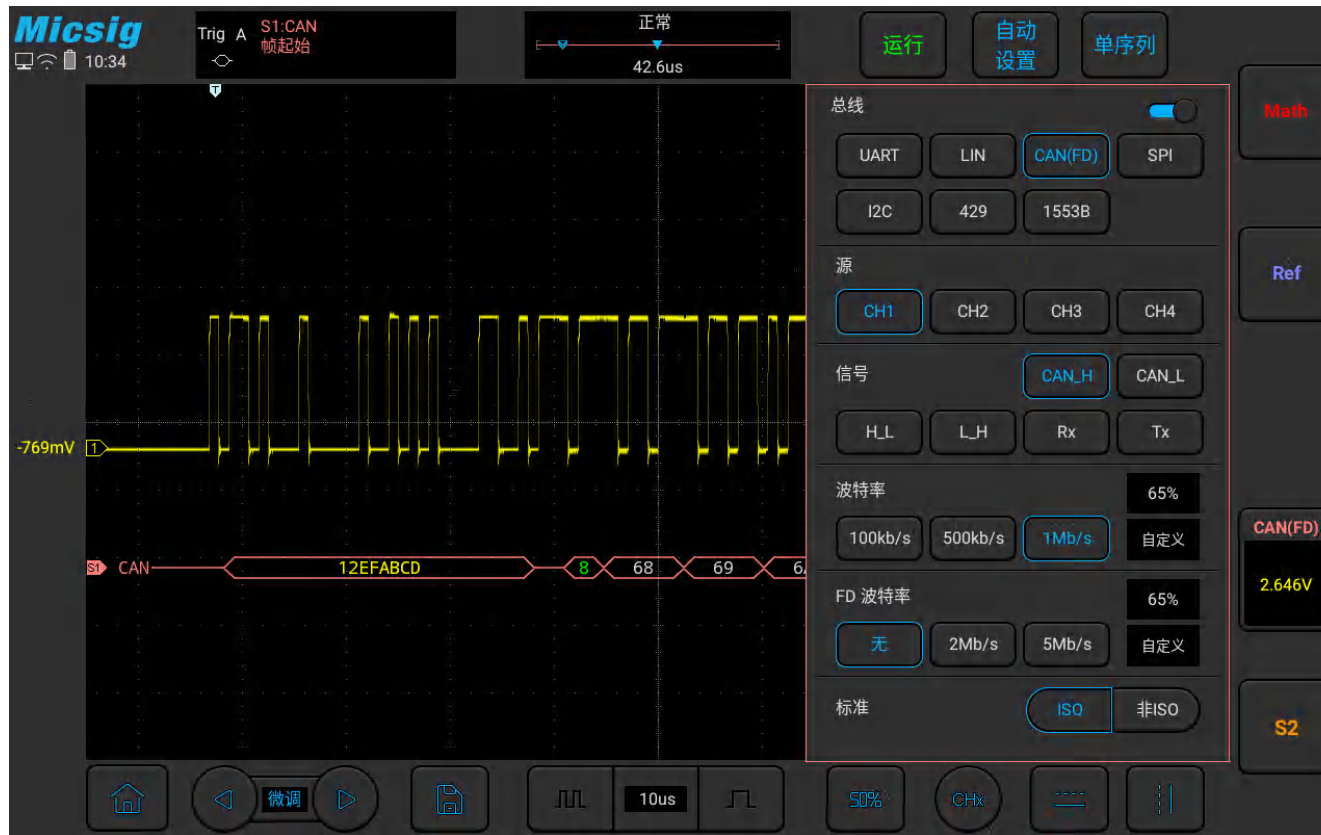 Micsig
10:34
Trig A S1:CAN
帧起始
正常
42.6us
运行
自动
设置
单序列
T
总线
UART LIN CAN(FD) SPI
I2C 429 1553B
源
CH1 CH2 CH3 CH4
信号 CAN_H CAN_L
H_L L_H Rx Tx
波特率 65%
100kb/s 500kb/s 1Mb/s 自定义
FD 波特率 65%
无 2Mb/s 5Mb/s 自定义
标准 ISO 非ISO
-769mV 1
S1 CAN 12EFABCD 8 68 69 6
Math
Ref
CAN(FD)
2.646V
S2
微调
10us
50%
CHx